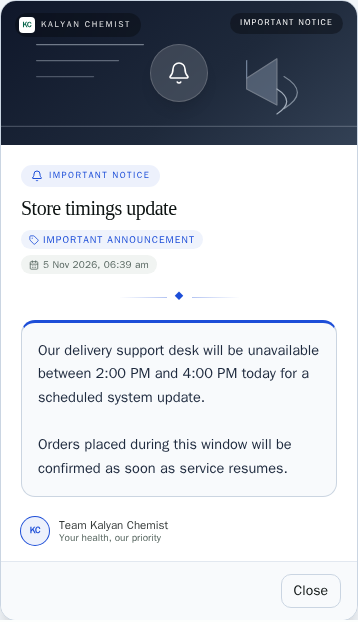 KC KALYAN CHEMIST
IMPORTANT NOTICE
IMPORTANT NOTICE
Store timings update
IMPORTANT ANNOUNCEMENT
5 Nov 2026, 06:39 am
Our delivery support desk will be unavailable
between 2:00 PM and 4:00 PM today for a
scheduled system update.
Orders placed during this window will be
confirmed as soon as service resumes.
KC
Team Kalyan Chemist
Your health, our priority
Close